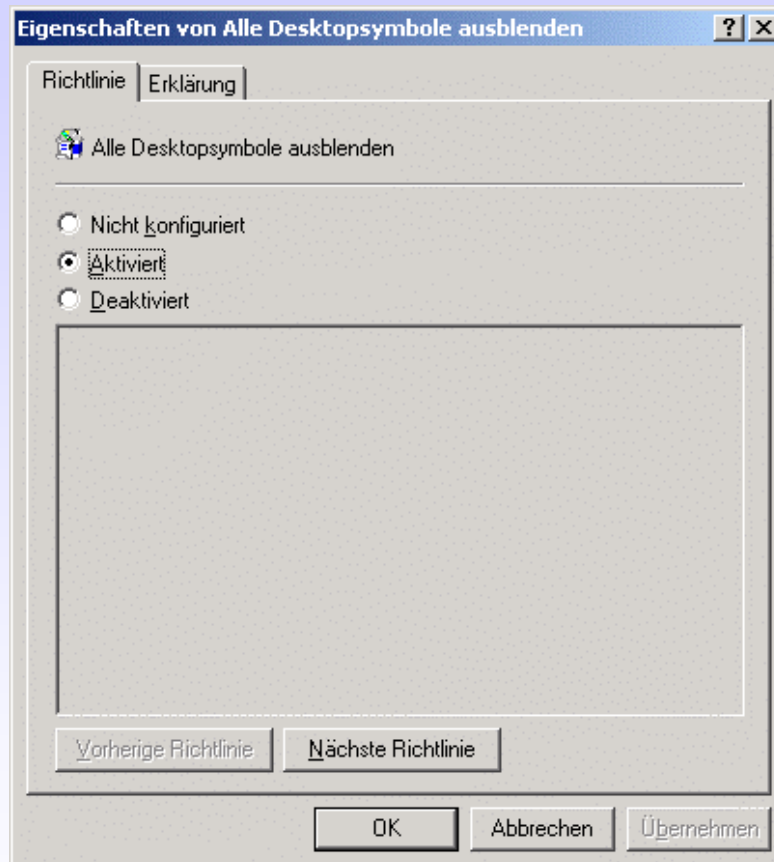 Eigenschaften von Alle Desktopsymbole ausblenden
Richtlinie Erklärung
Alle Desktopsymbole ausblenden
Nicht konfiguriert
Aktiviert
Deaktiviert
Vorherige Richtlinie Nächste Richtlinie
OK Abbrechen Übernehmen